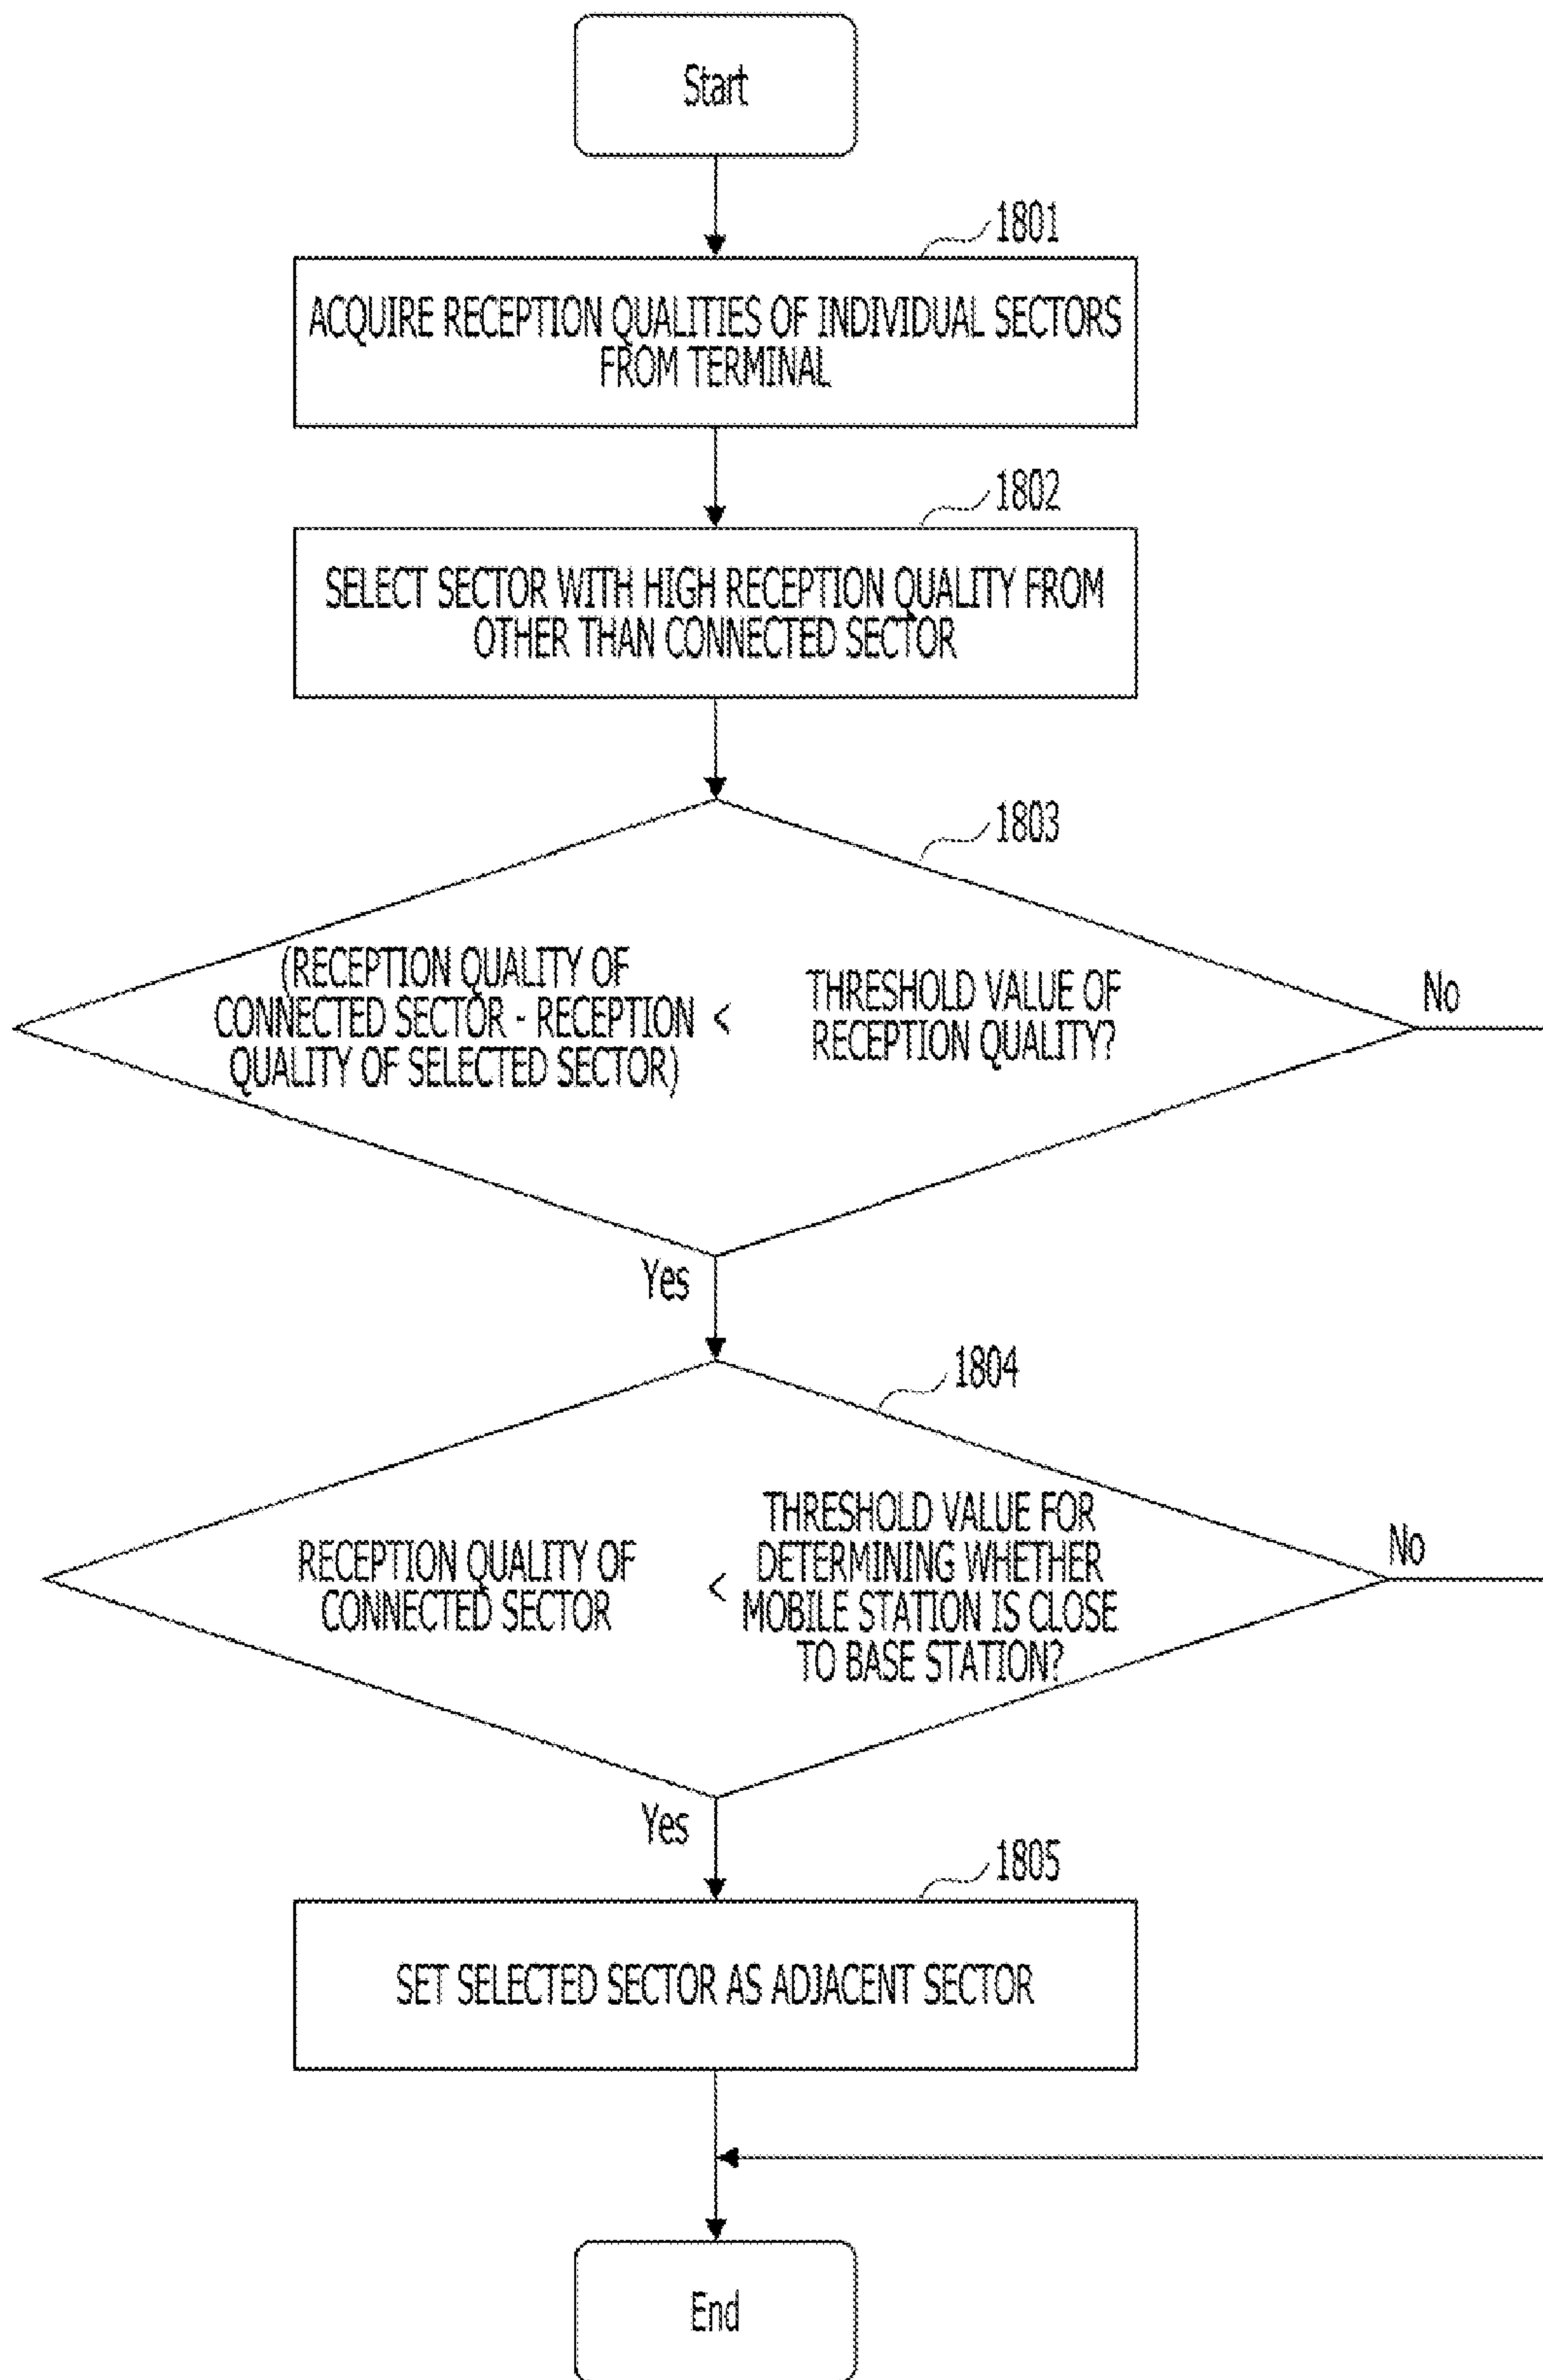 Start
1801
ACQUIRE RECEPTION QUALITIES OF INDIVIDUAL SECTORS
FROM TERMINAL
1802
SELECT SECTOR WITH HIGH RECEPTION QUALITY FROM
OTHER THAN CONNECTED SECTOR
1803
(RECEPTION QUALITY OF
CONNECTED SECTOR - RECEPTION
QUALITY OF SELECTED SECTOR)
<
THRESHOLD VALUE OF
RECEPTION QUALITY?
No
Yes
1804
RECEPTION QUALITY OF
CONNECTED SECTOR
<
THRESHOLD VALUE FOR
DETERMINING WHETHER
MOBILE STATION IS CLOSE
TO BASE STATION?
No
Yes
1805
SET SELECTED SECTOR AS ADJACENT SECTOR
End